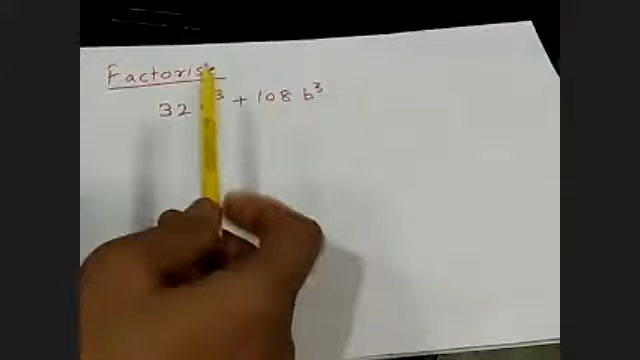 Factorise
32 ³ + 108 b³